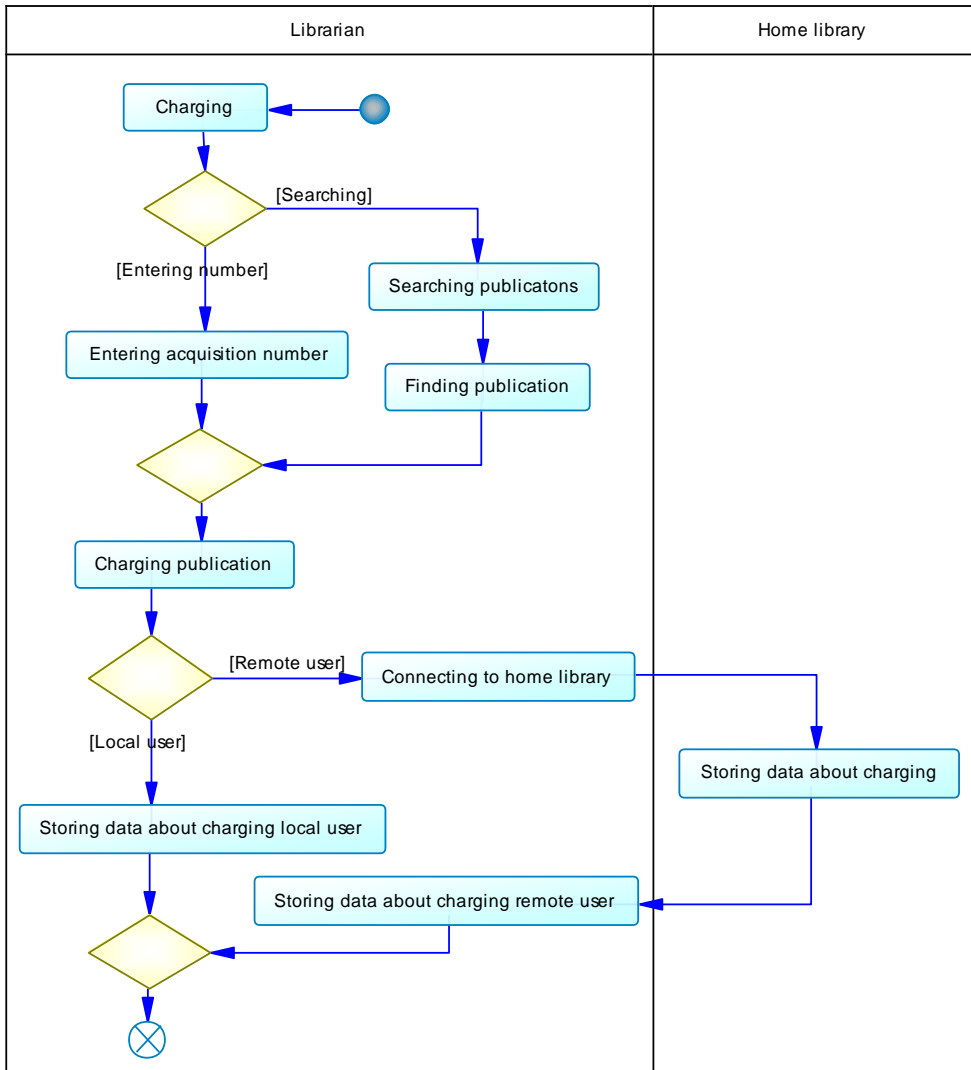 Librarian
Home library
Charging
[Searching]
[Entering number]
Searching publicatons
Entering acquisition number
Finding publication
Charging publication
[Remote user]
Connecting to home library
[Local user]
Storing data about charging
Storing data about charging local user
Storing data about charging remote user